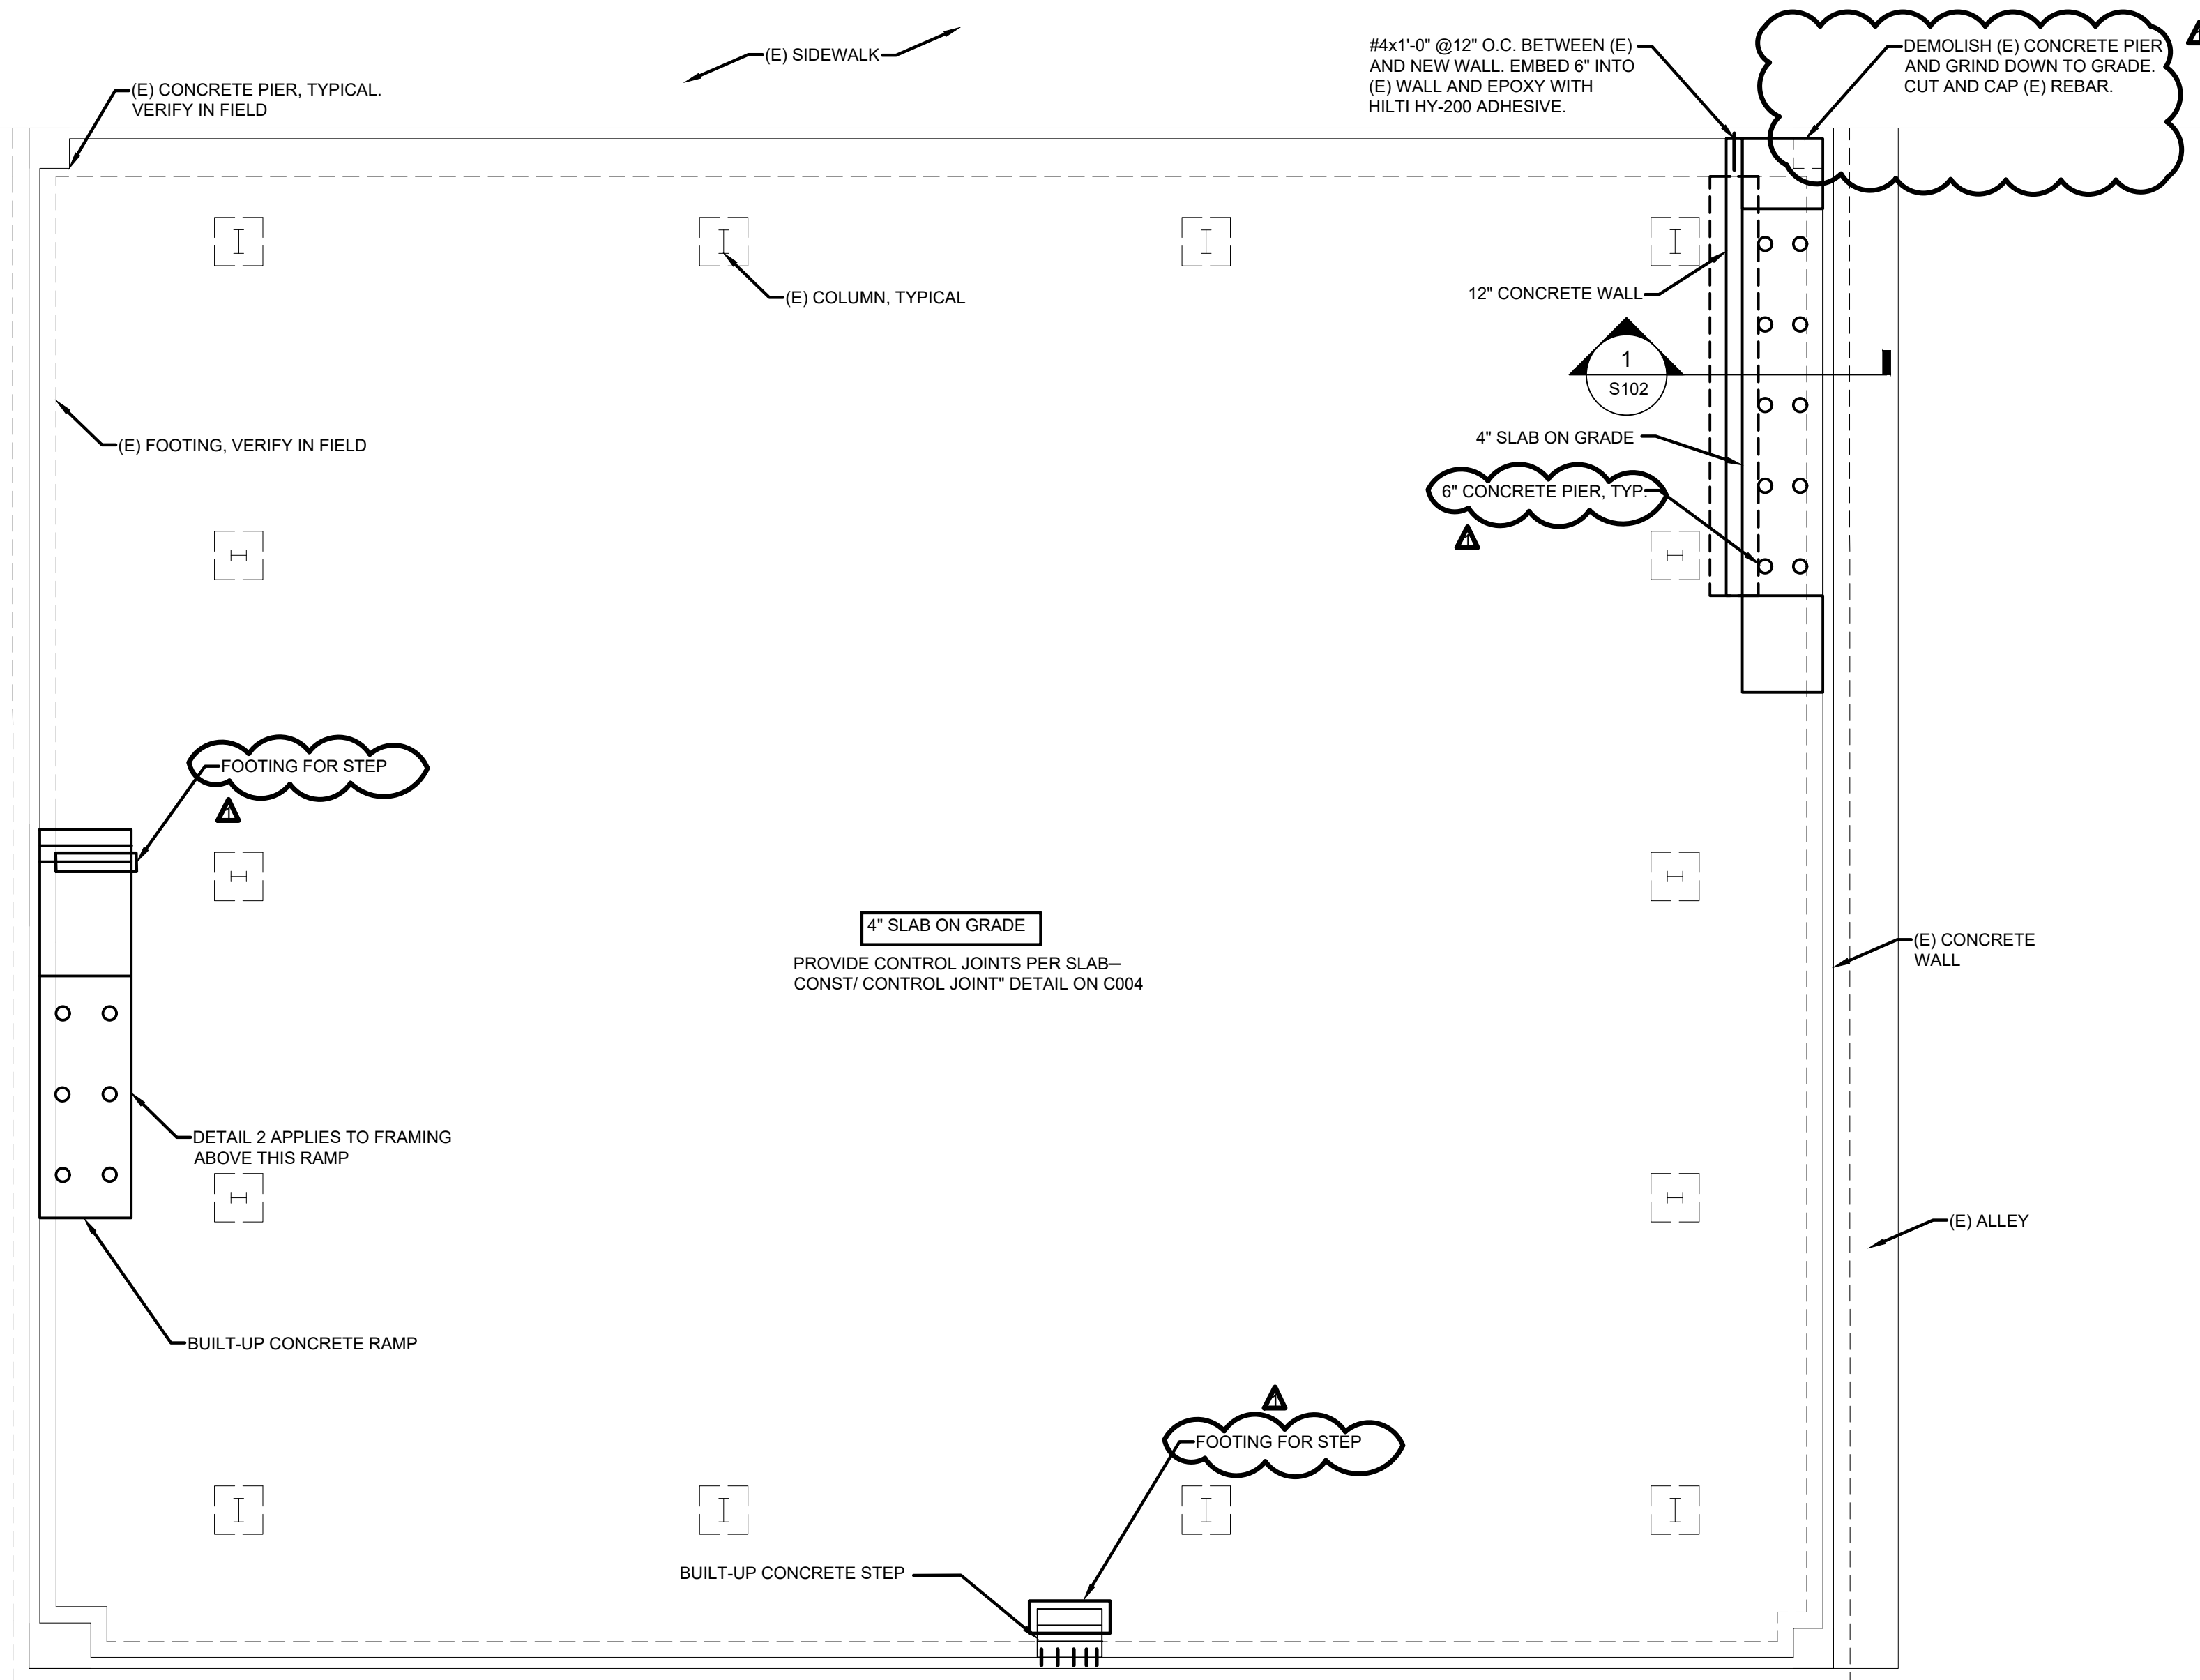 (E) SIDEWALK
#4x1'-0" @12" O.C. BETWEEN (E)
AND NEW WALL. EMBED 6" INTO
(E) WALL AND EPOXY WITH
HILTI HY-200 ADHESIVE.
DEMOLISH (E) CONCRETE PIER
AND GRIND DOWN TO GRADE.
CUT AND CAP (E) REBAR.
(E) CONCRETE PIER, TYPICAL.
VERIFY IN FIELD
(E) COLUMN, TYPICAL
12" CONCRETE WALL
1
S102
(E) FOOTING, VERIFY IN FIELD
4" SLAB ON GRADE
6" CONCRETE PIER, TYP.
1
FOOTING FOR STEP
1
4" SLAB ON GRADE
PROVIDE CONTROL JOINTS PER SLAB–
CONST/ CONTROL JOINT" DETAIL ON C004
(E) CONCRETE
WALL
DETAIL 2 APPLIES TO FRAMING
ABOVE THIS RAMP
(E) ALLEY
BUILT-UP CONCRETE RAMP
1
FOOTING FOR STEP
BUILT-UP CONCRETE STEP